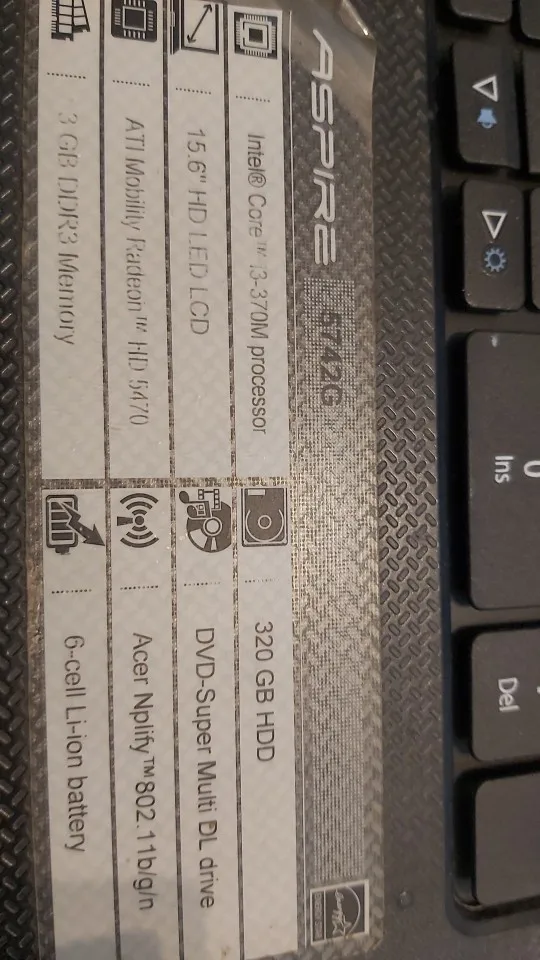 ASPIRE 5742G
Intel® Core™ i3-370M processor
15.6" HD LED LCD
ATI Mobility Radeon™ HD 5470
3 GB DDR3 Memory
320 GB HDD
DVD-Super Multi DL drive
Acer Nplify™ 802.11b/g/n
6-cell Li-ion battery
0
Ins
Del